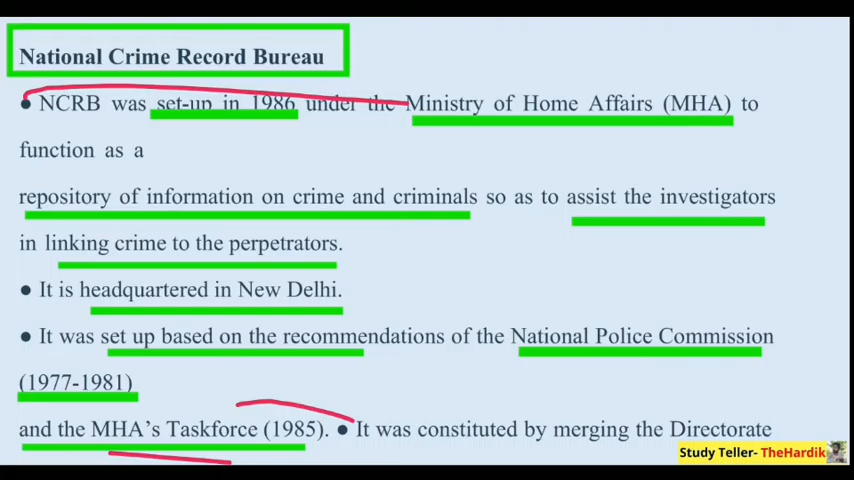 National Crime Record Bureau
● NCRB was set-up in 1986 under the Ministry of Home Affairs (MHA) to
function as a
repository of information on crime and criminals so as to assist the investigators
in linking crime to the perpetrators.
● It is headquartered in New Delhi.
● It was set up based on the recommendations of the National Police Commission
(1977-1981)
and the MHA’s Taskforce (1985). ● It was constituted by merging the Directorate
Study Teller- TheHardik